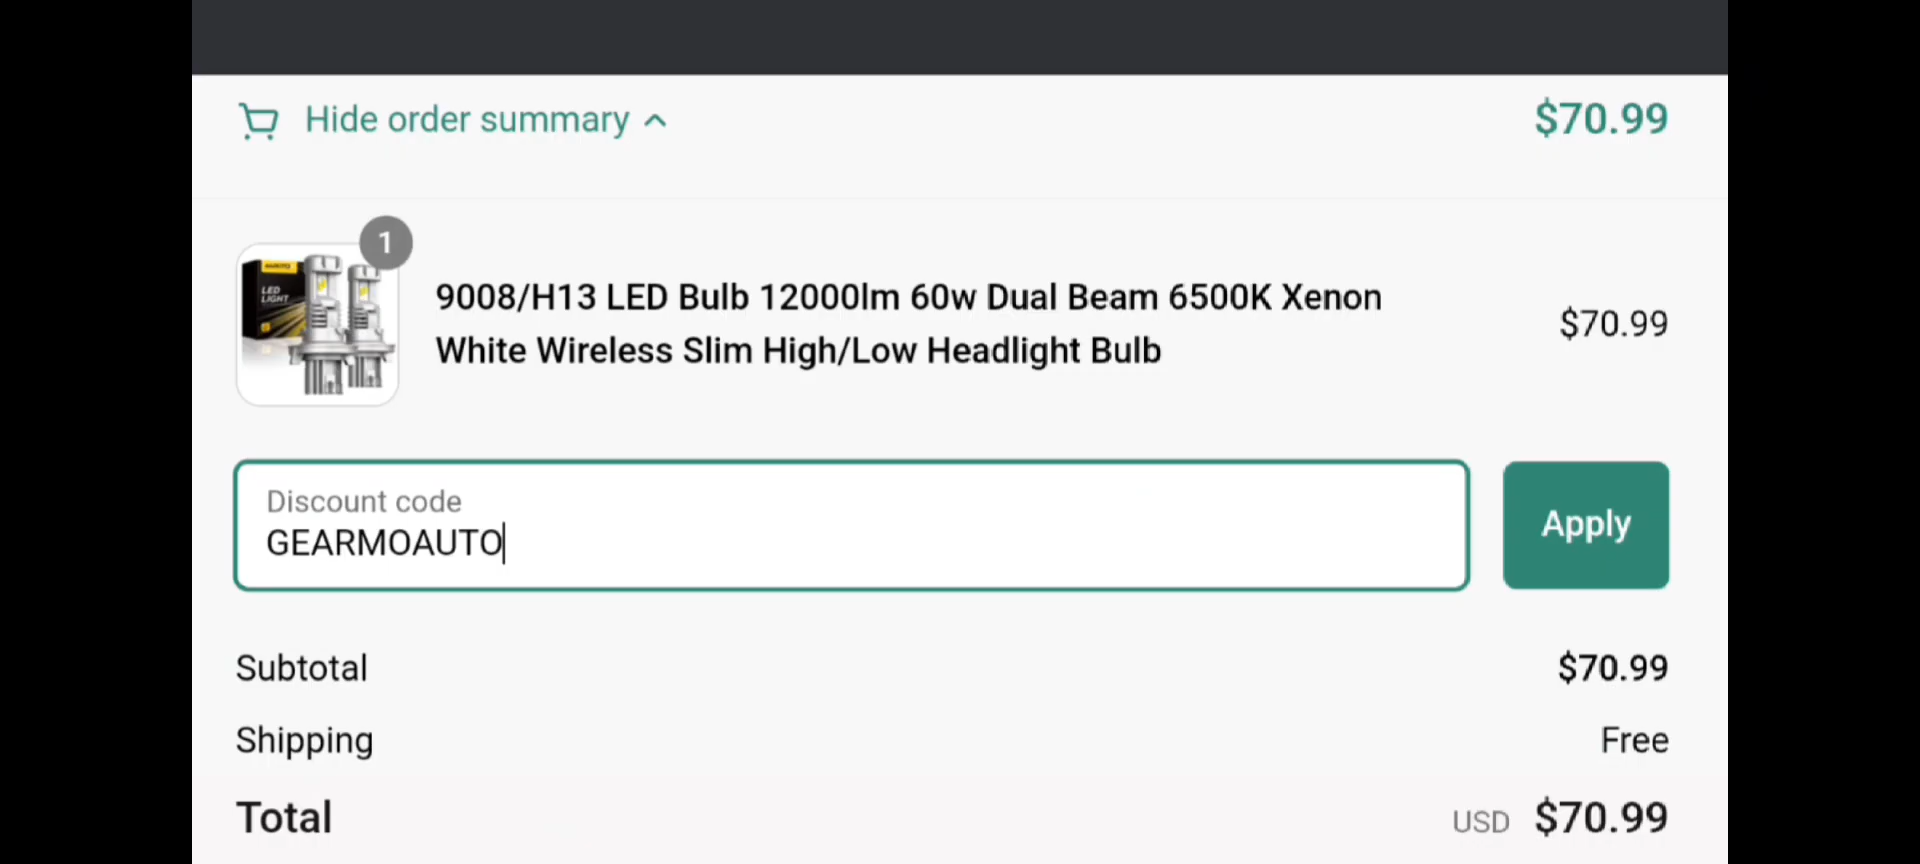 Hide order summary
$70.99
1
LED
LIGHT
9008/H13 LED Bulb 12000lm 60w Dual Beam 6500K Xenon
White Wireless Slim High/Low Headlight Bulb
$70.99
Discount code
GEARMOAUTO
Apply
Subtotal
$70.99
Shipping
Free
Total
USD $70.99